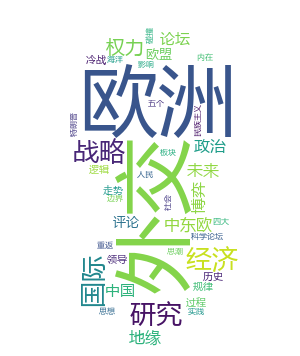 权力
论坛
碰撞
海洋
冷战
欧盟
影响
内在
欧洲
特朗普
五个
民族主义
战略
外交
政治
板块
逻辑
人民
未来
走势
边界
社会
博弈
四大
评论
中东欧
科学论坛
重返
国际
领导
思潮
经济
中国
历史
规律
思想
研究
过程
实践
地缘